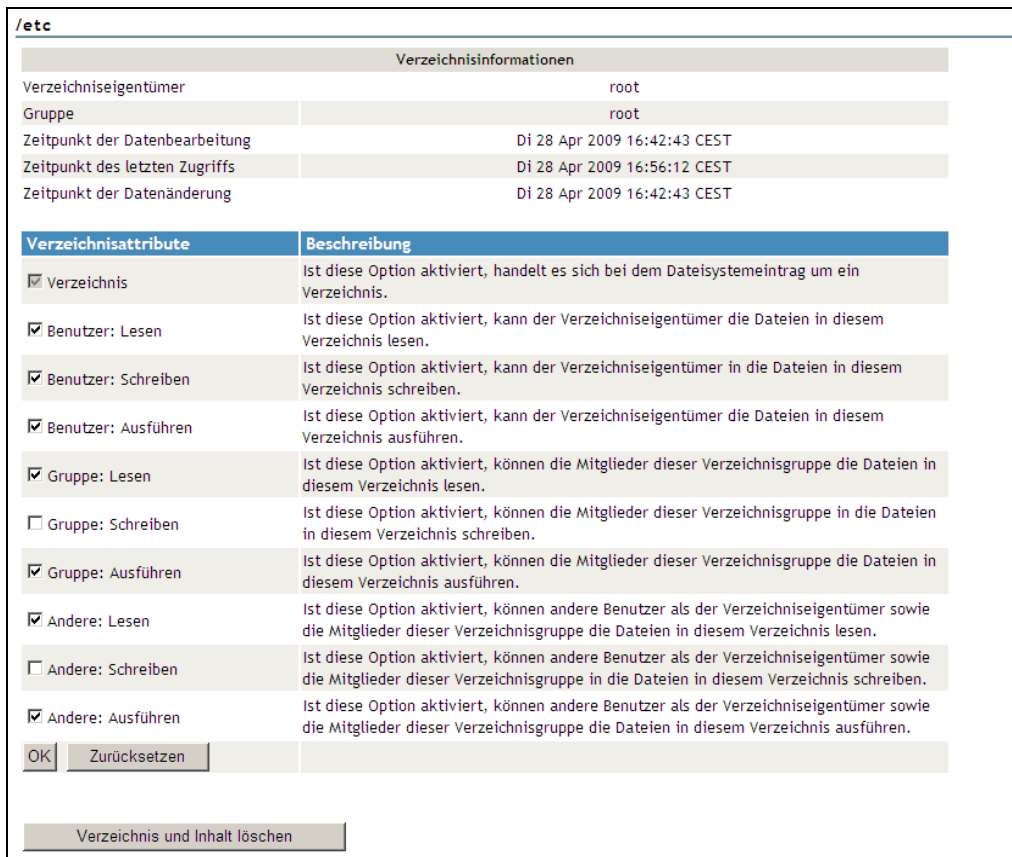 /etc
Verzeichnisinformationen
Verzeichniseigentümer root
Gruppe root
Zeitpunkt der Datenbearbeitung Di 28 Apr 2009 16:42:43 CEST
Zeitpunkt des letzten Zugriffs Di 28 Apr 2009 16:56:12 CEST
Zeitpunkt der Datenänderung Di 28 Apr 2009 16:42:43 CEST
Verzeichnisattribute Beschreibung
Verzeichnis
Ist diese Option aktiviert, handelt es sich bei dem Dateisystemeintrag um ein
Verzeichnis.
Benutzer: Lesen
Ist diese Option aktiviert, kann der Verzeichniseigentümer die Dateien in diesem
Verzeichnis lesen.
Benutzer: Schreiben
Ist diese Option aktiviert, kann der Verzeichniseigentümer in die Dateien in diesem
Verzeichnis schreiben.
Benutzer: Ausführen
Ist diese Option aktiviert, kann der Verzeichniseigentümer die Dateien in diesem
Verzeichnis ausführen.
Gruppe: Lesen
Ist diese Option aktiviert, können die Mitglieder dieser Verzeichnisgruppe die Dateien in
diesem Verzeichnis lesen.
Gruppe: Schreiben
Ist diese Option aktiviert, können die Mitglieder dieser Verzeichnisgruppe in die Dateien
in diesem Verzeichnis schreiben.
Gruppe: Ausführen
Ist diese Option aktiviert, können die Mitglieder dieser Verzeichnisgruppe die Dateien in
diesem Verzeichnis ausführen.
Andere: Lesen
Ist diese Option aktiviert, können andere Benutzer als der Verzeichniseigentümer sowie
die Mitglieder dieser Verzeichnisgruppe die Dateien in diesem Verzeichnis lesen.
Andere: Schreiben
Ist diese Option aktiviert, können andere Benutzer als der Verzeichniseigentümer sowie
die Mitglieder dieser Verzeichnisgruppe in die Dateien in diesem Verzeichnis schreiben.
Andere: Ausführen
Ist diese Option aktiviert, können andere Benutzer als der Verzeichniseigentümer sowie
die Mitglieder dieser Verzeichnisgruppe die Dateien in diesem Verzeichnis ausführen.
OK Zurücksetzen
Verzeichnis und Inhalt löschen